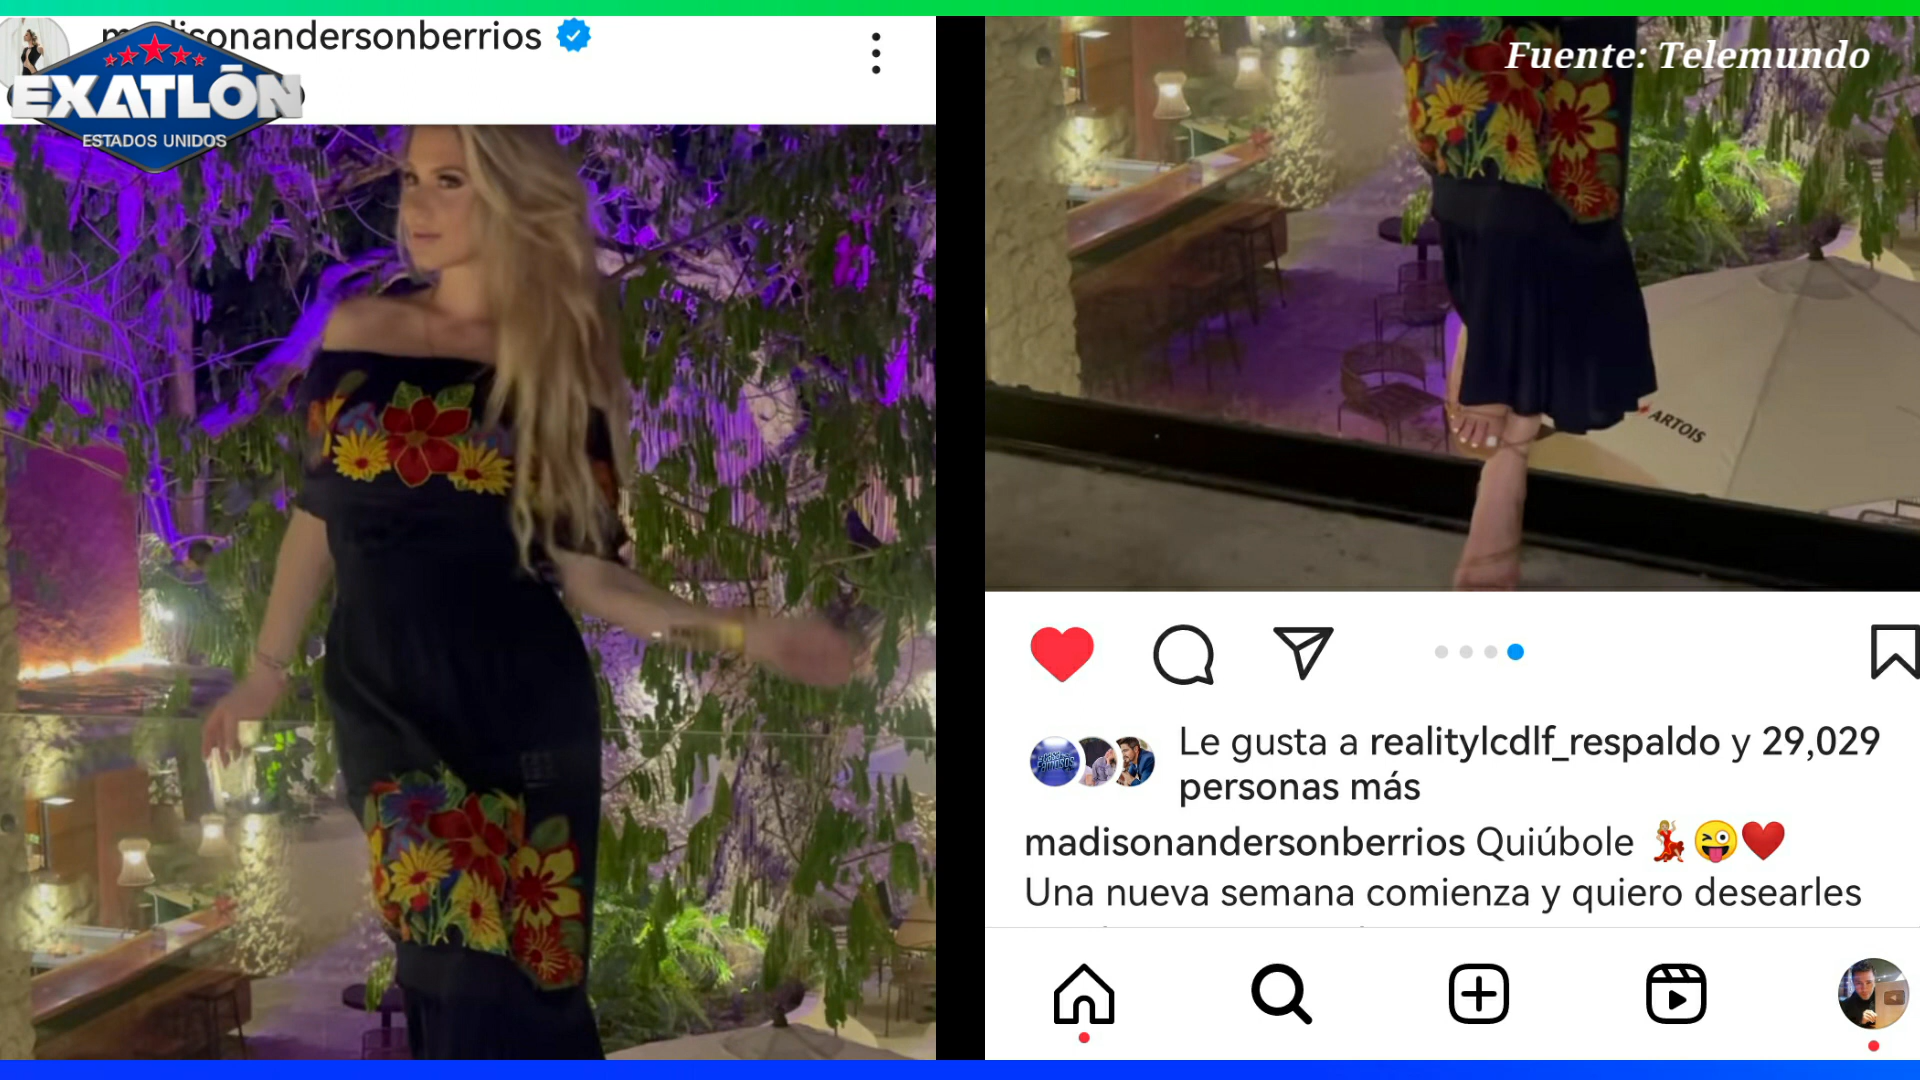 madisonandersonberrios
EXATLÓN
ESTADOS UNIDOS
Fuente: Telemundo
ARTOIS
Le gusta a realitylcdlf_respaldo y 29,029
personas más
madisonandersonberrios Quiúbole 💃😜❤️
Una nueva semana comienza y quiero desearles